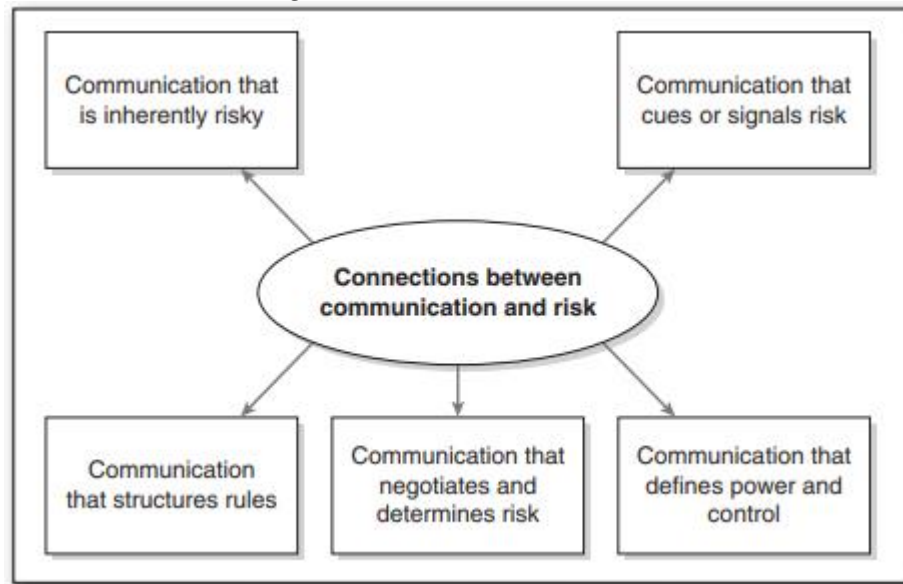 Communication that
is inherently risky
Communication that
cues or signals risk
Connections between
communication and risk
Communication
that structures rules
Communication that
negotiates and
determines risk
Communication that
defines power and
control